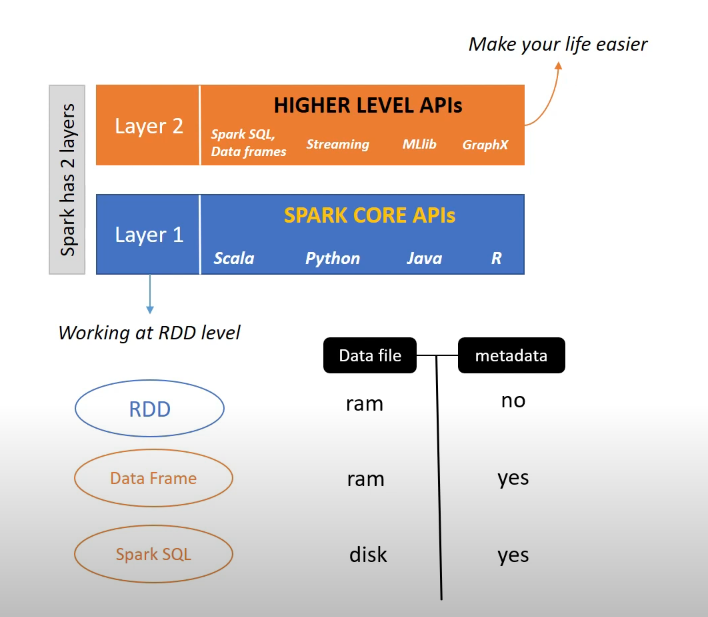 Make your life easier
Spark has 2 layers
Layer 2
HIGHER LEVEL APIs
Spark SQL,
Data frames
Streaming
MLlib
GraphX
Layer 1
SPARK CORE APIs
Scala
Python
Java
R
Working at RDD level
Data file
metadata
RDD
ram
no
Data Frame
ram
yes
Spark SQL
disk
yes